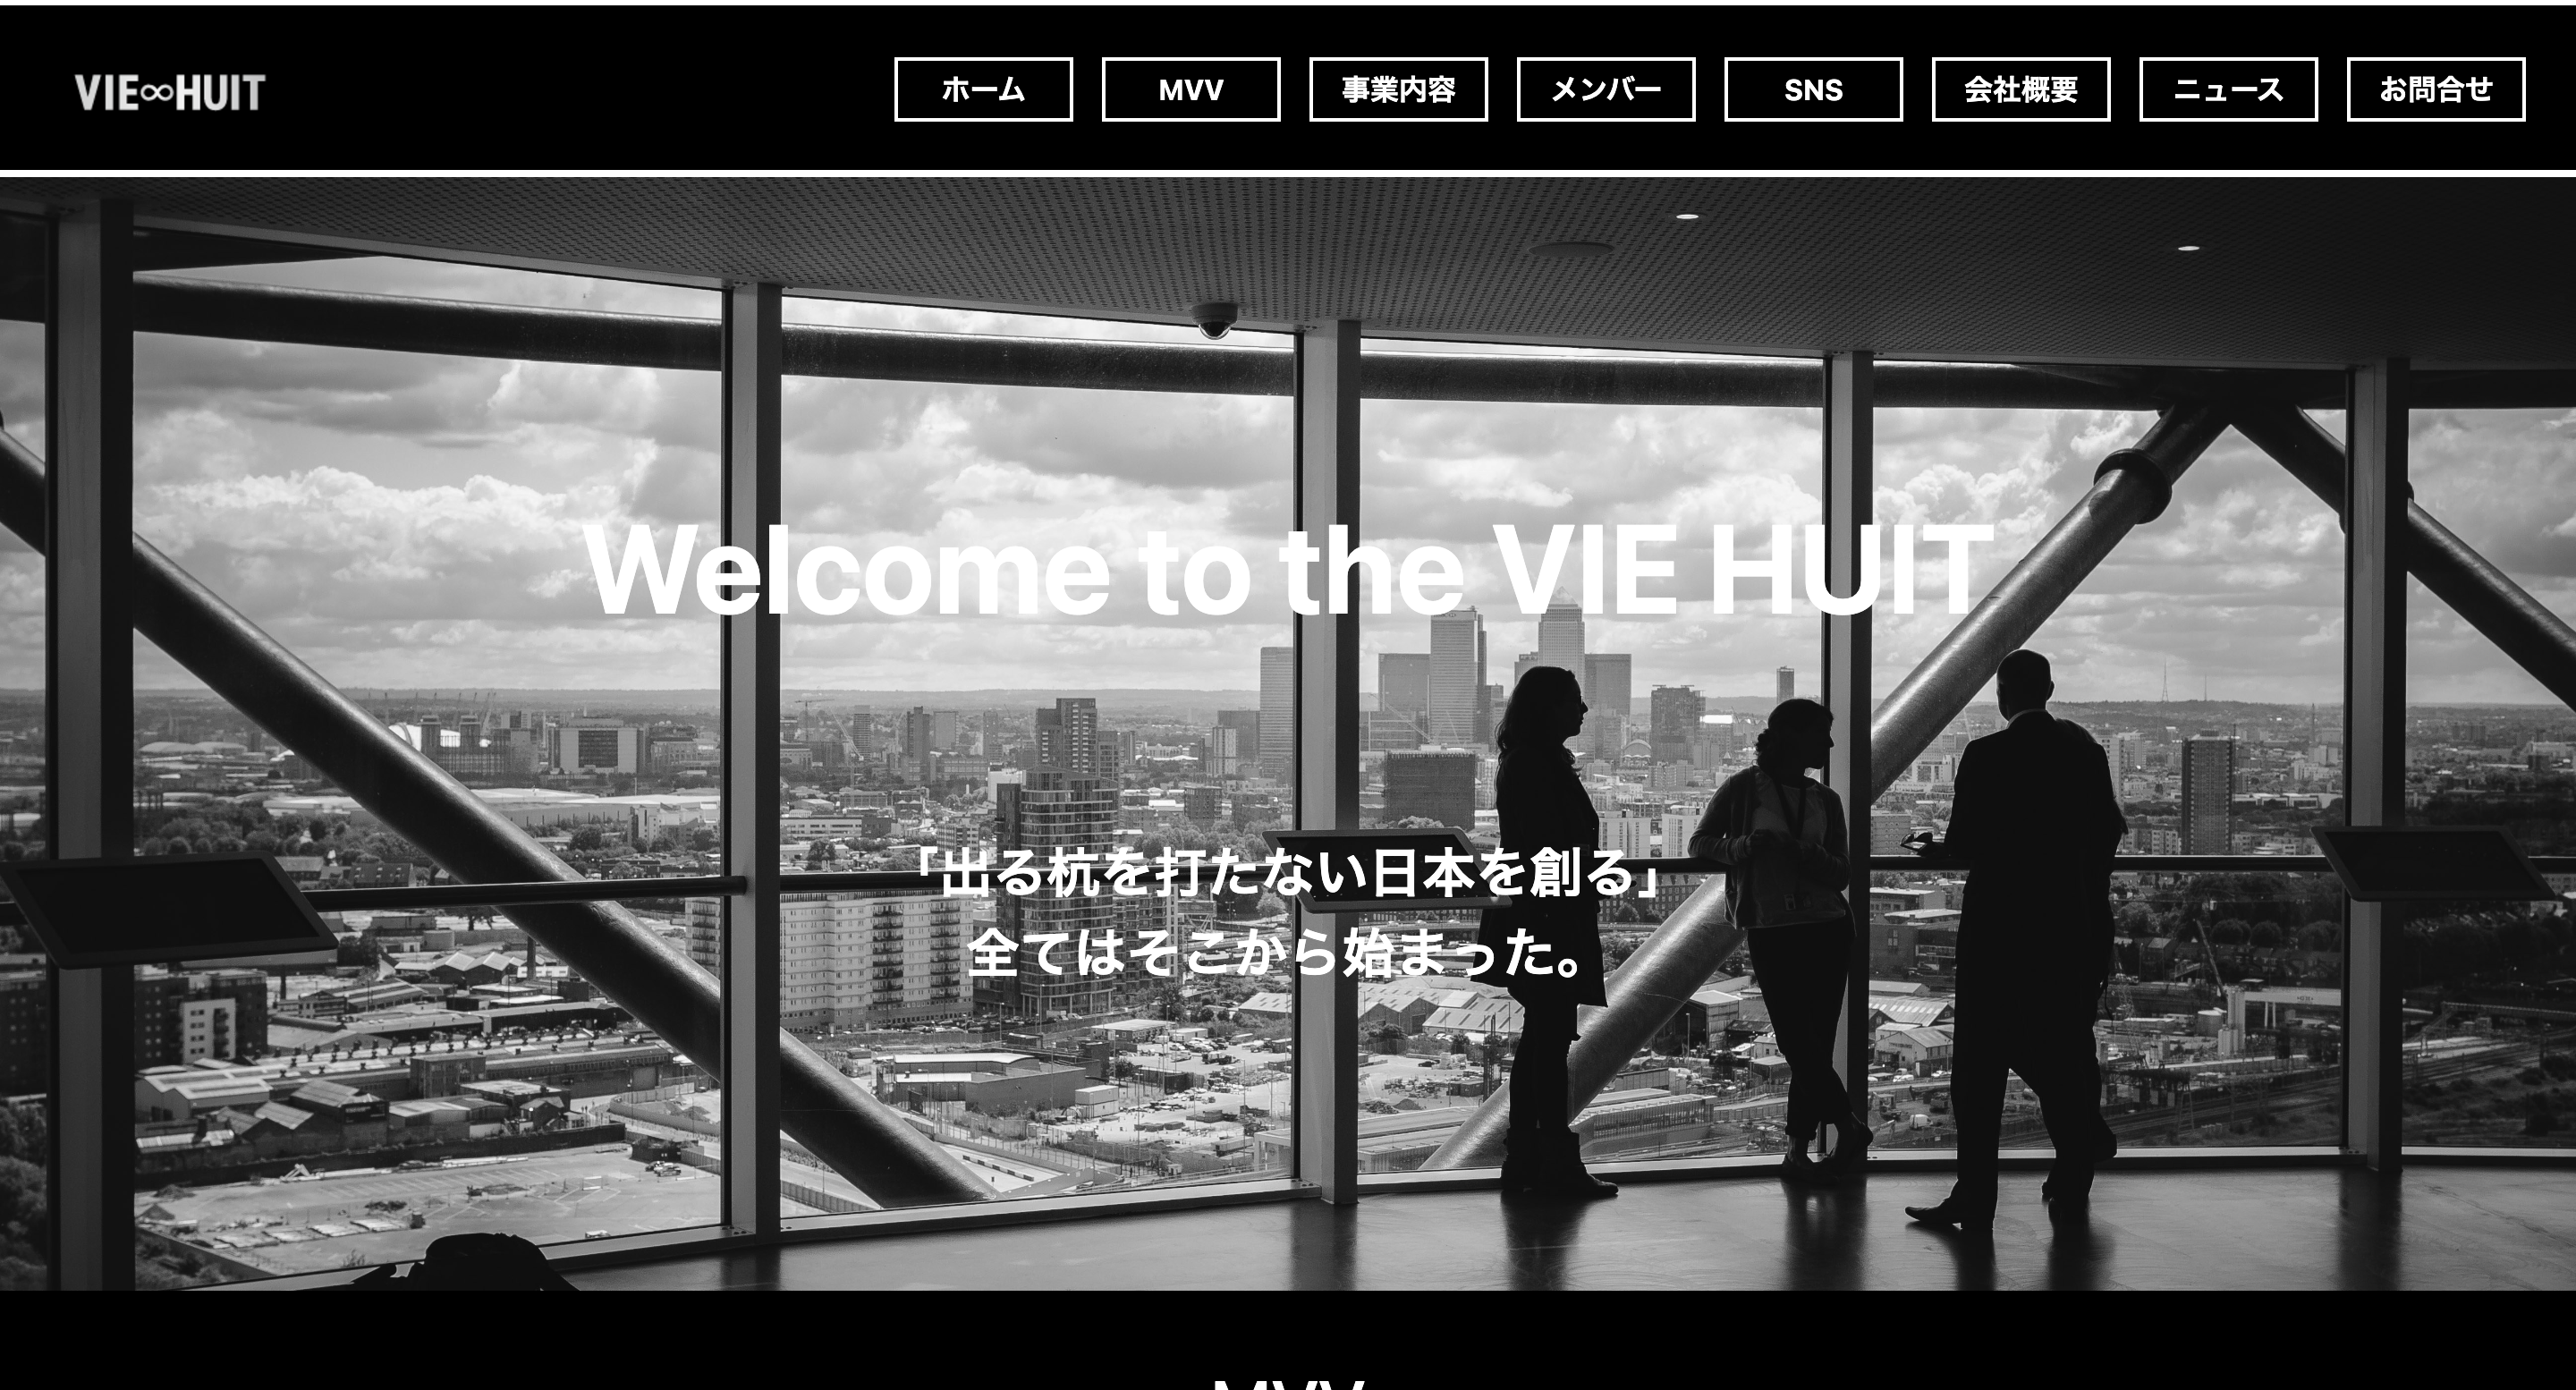 VIE∞HUIT
ホーム
MVV
事業内容
メンバー
SNS
会社概要
ニュース
お問合せ
Welcome to the VIE HUIT
「出る杭を打たない日本を創る」
全てはそこから始まった。
MVV